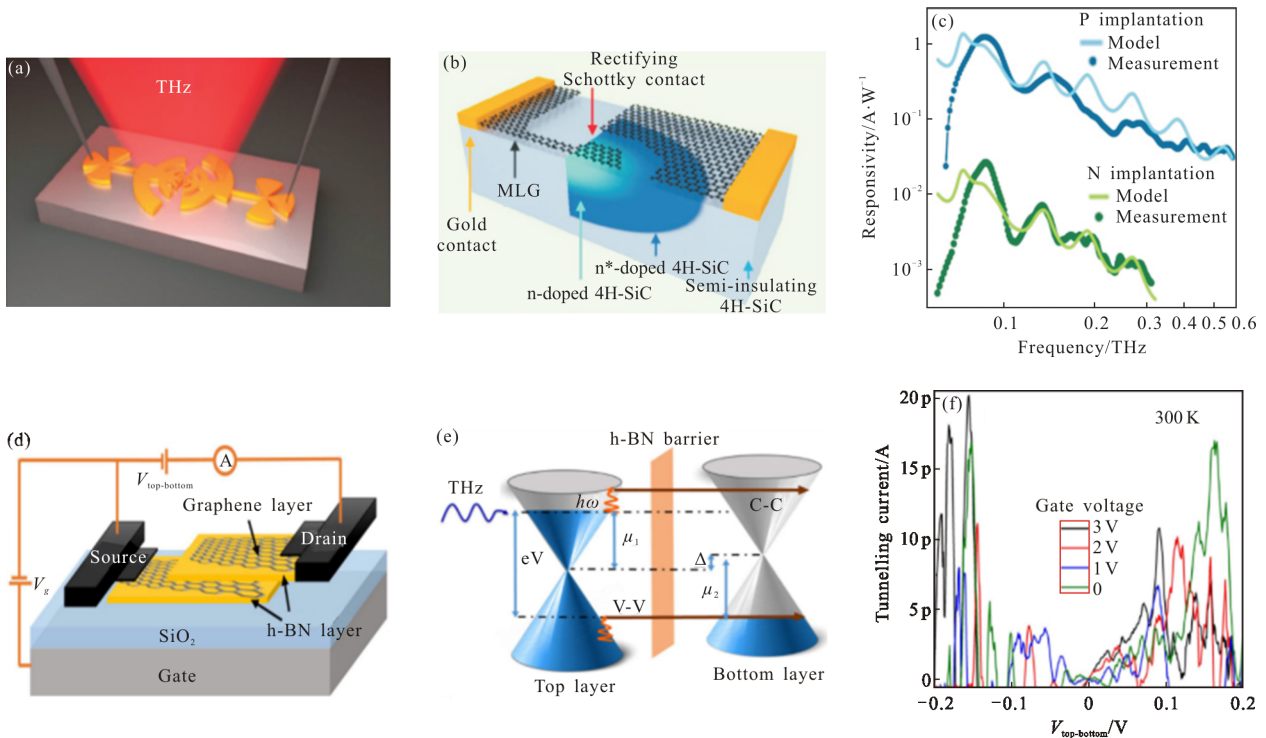 (a)
THz
(b)
Rectifying
Schottky contact
MLG
Gold
contact
n*-doped 4H-SiC
n-doped 4H-SiC
Semi-insulating
4H-SiC
(c)
P implantation
Model
Measurement
N implantation
Model
Measurement
Responsivity/A·W⁻¹
1
10⁻¹
10⁻²
10⁻³
0.1
0.2
0.3
0.4
0.5
0.6
Frequency/THz
(d)
A
V top-bottom
Graphene layer
Source
Drain
V g
h-BN layer
SiO₂
Gate
(e)
h-BN barrier
THz
hω
C-C
eV
μ₁
Δ
μ₂
V-V
Top layer
Bottom layer
(f)
300 K
Gate voltage
3 V
2 V
1 V
0
Tunnelling current/A
20 p
15 p
10 p
5 p
0
−0.2
−0.1
0
0.1
0.2
V top-bottom/V